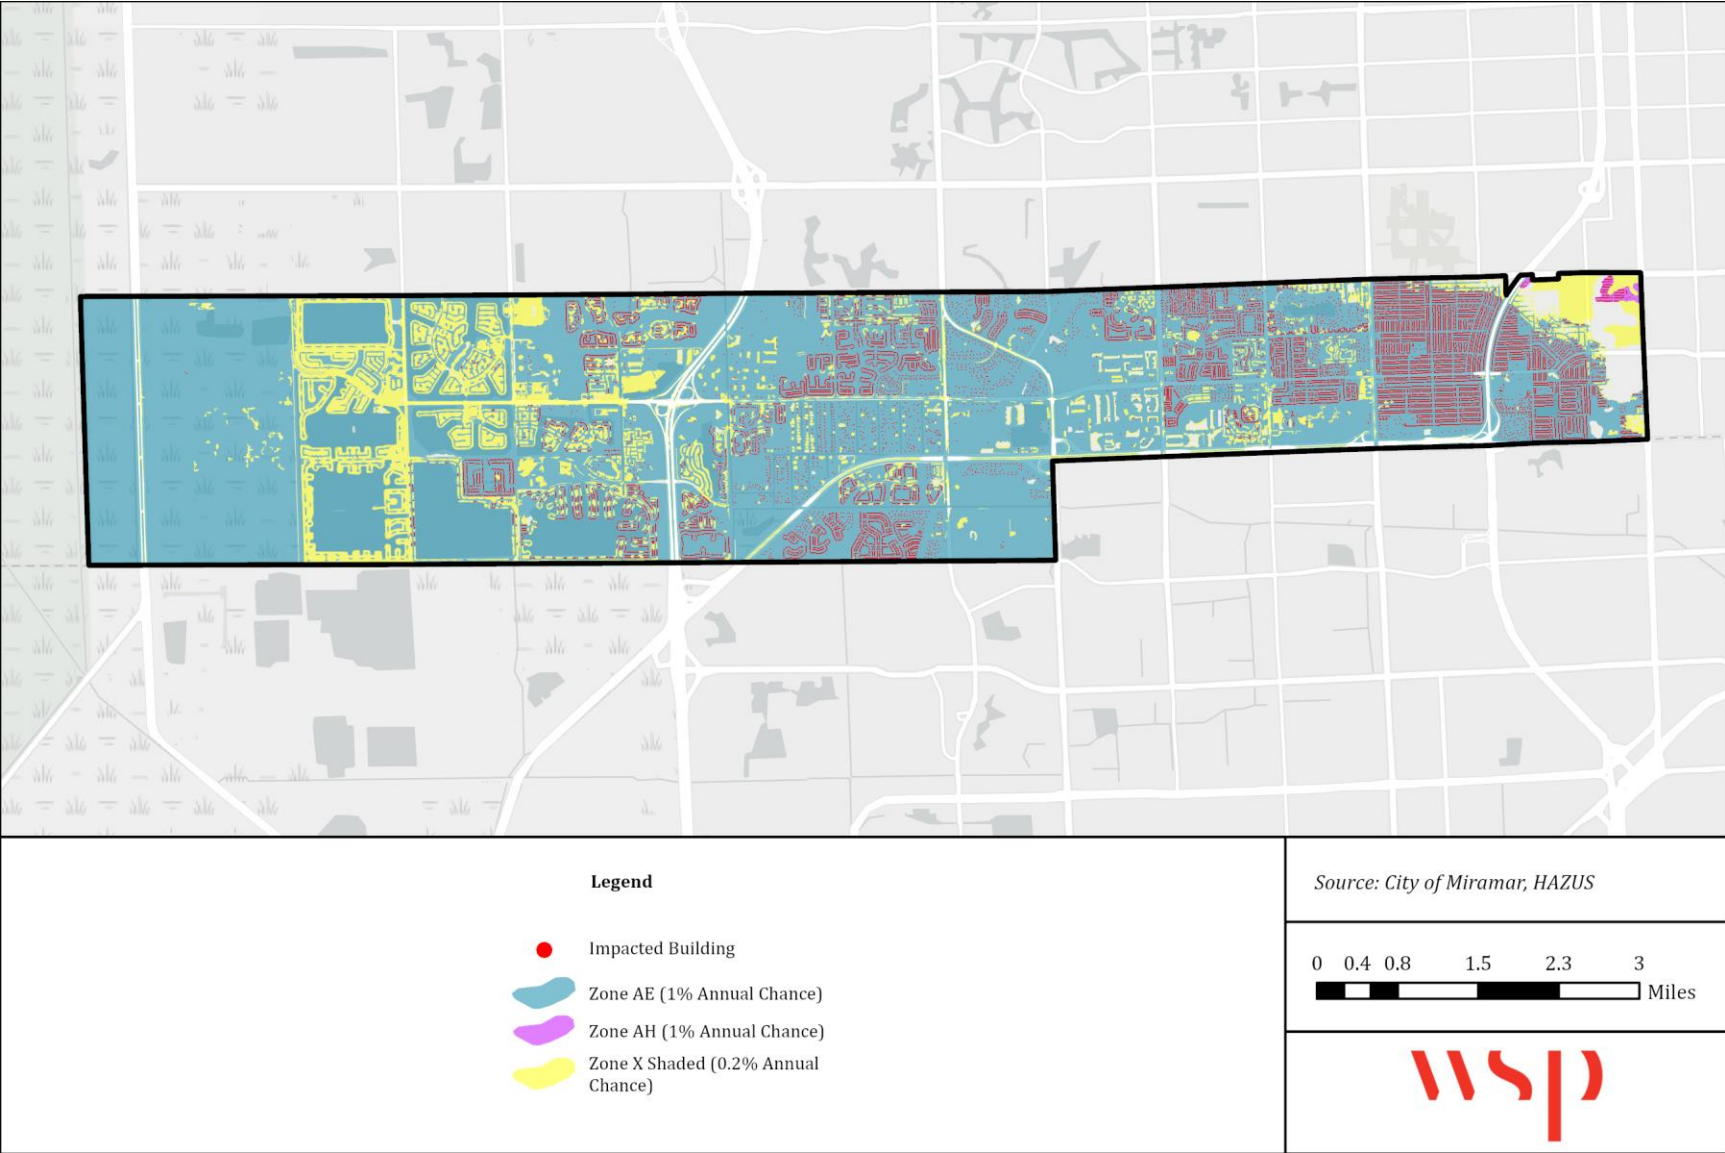 Legend
Impacted Building
Zone AE (1% Annual Chance)
Zone AH (1% Annual Chance)
Zone X Shaded (0.2% Annual
Chance)
Source: City of Miramar, HAZUS
0 0.4 0.8 1.5 2.3 3
Miles
wsp